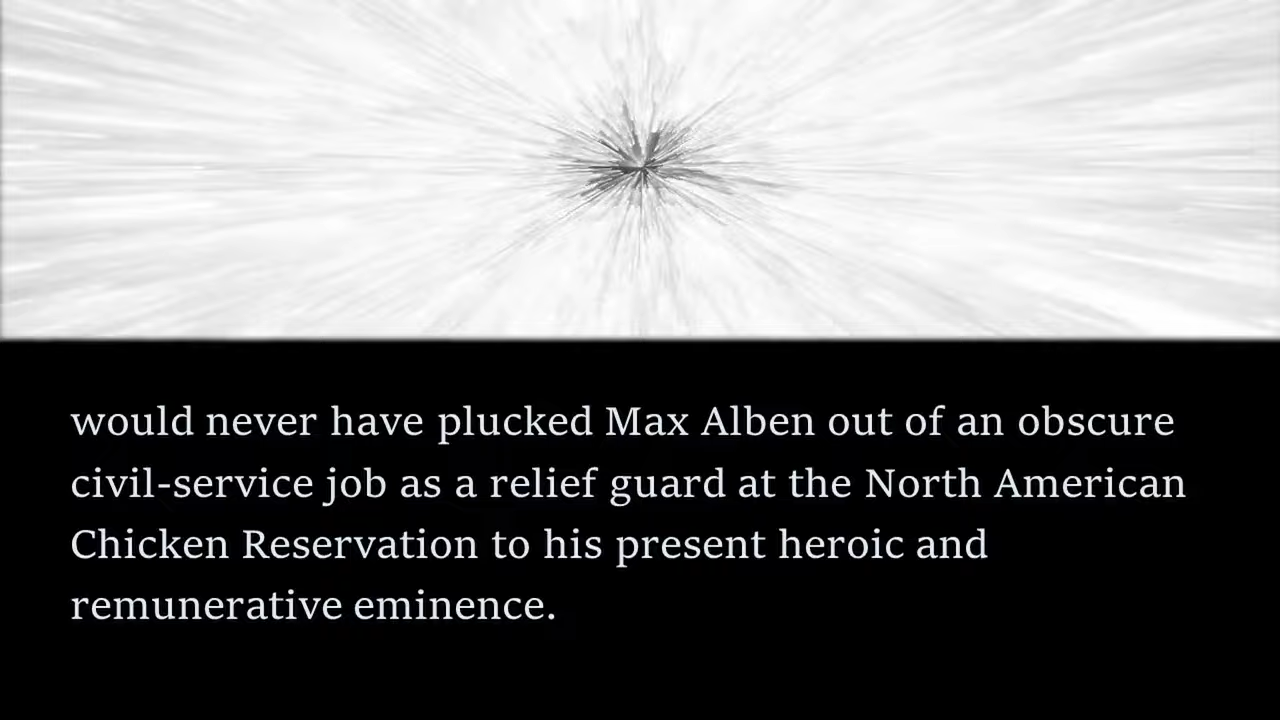 would never have plucked Max Alben out of an obscure
civil-service job as a relief guard at the North American
Chicken Reservation to his present heroic and
remunerative eminence.